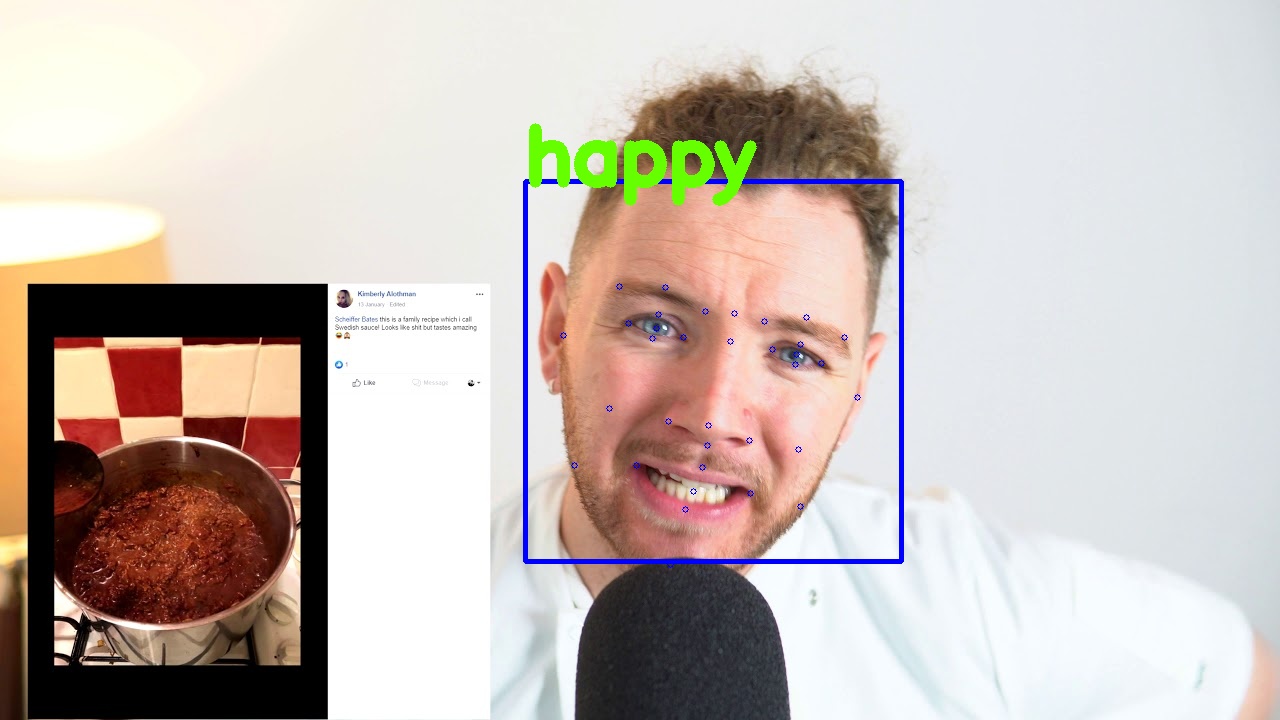 happy
Kimberly Alothman
13 January · Edited
Scheiffer Bates this is a family recipe which i call
Swedish sauce! Looks like shit but tastes amazing
1
Like
Message